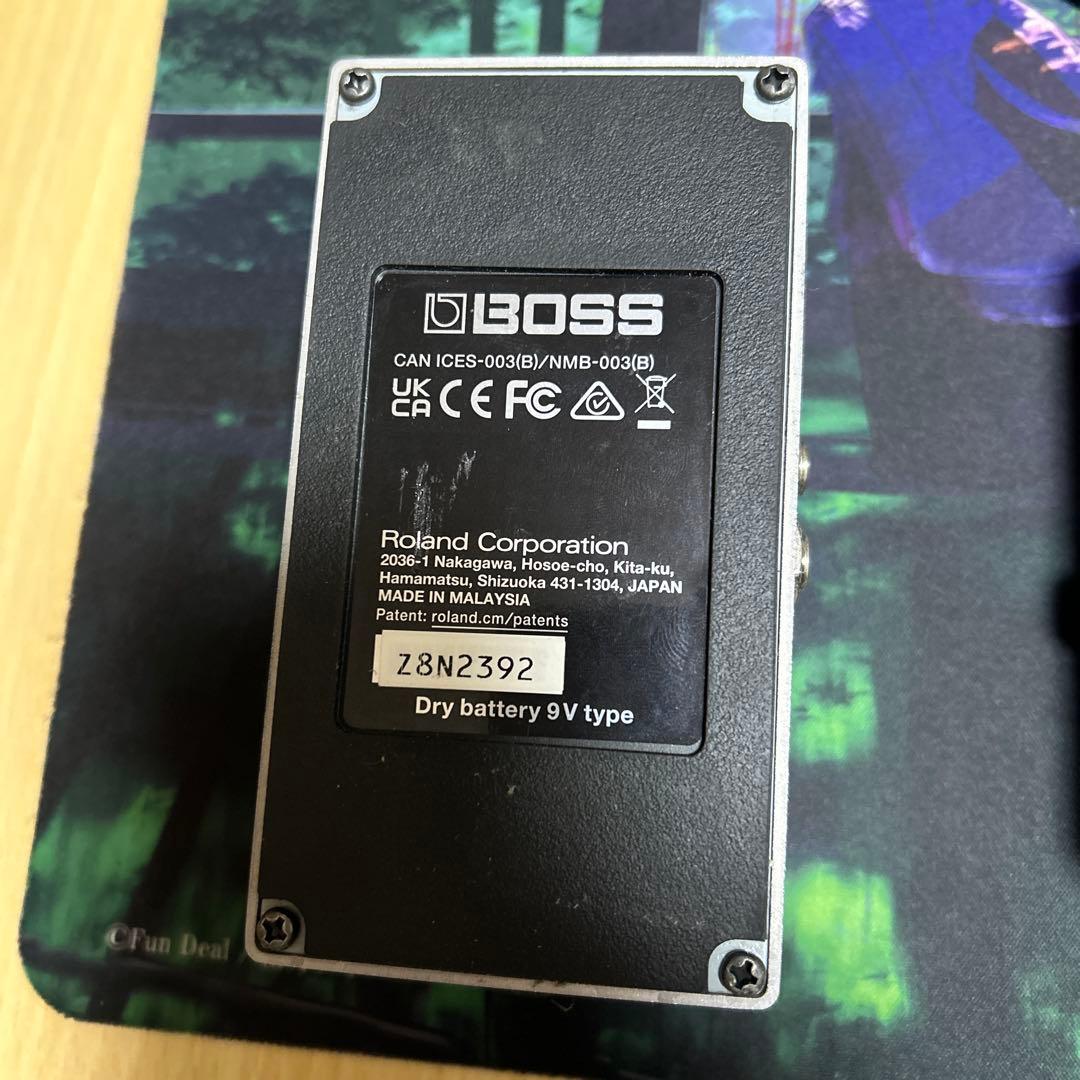 BOSS
CAN ICES-003(B)/NMB-003(B)
UK CA CE FC
Roland Corporation
2036-1 Nakagawa, Hosoe-cho, Kita-ku,
Hamamatsu, Shizuoka 431-1304, JAPAN
MADE IN MALAYSIA
Patent: roland.cm/patents
Z8N2392
Dry battery 9V type
©Fun Deal